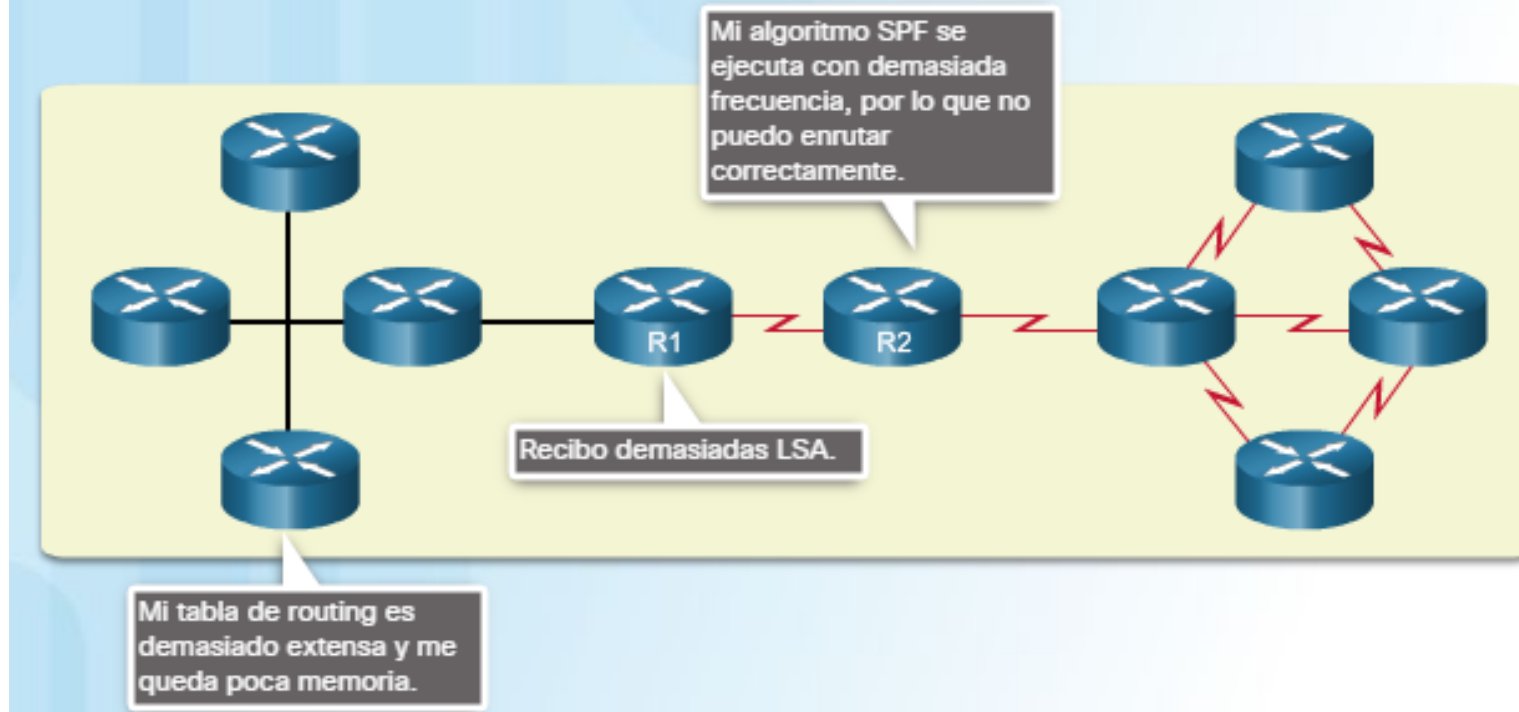 Mi algoritmo SPF se
ejecuta con demasiada
frecuencia, por lo que no
puedo enrutar
correctamente.
R1
R2
Recibo demasiadas LSA.
Mi tabla de routing es
demasiado extensa y me
queda poca memoria.